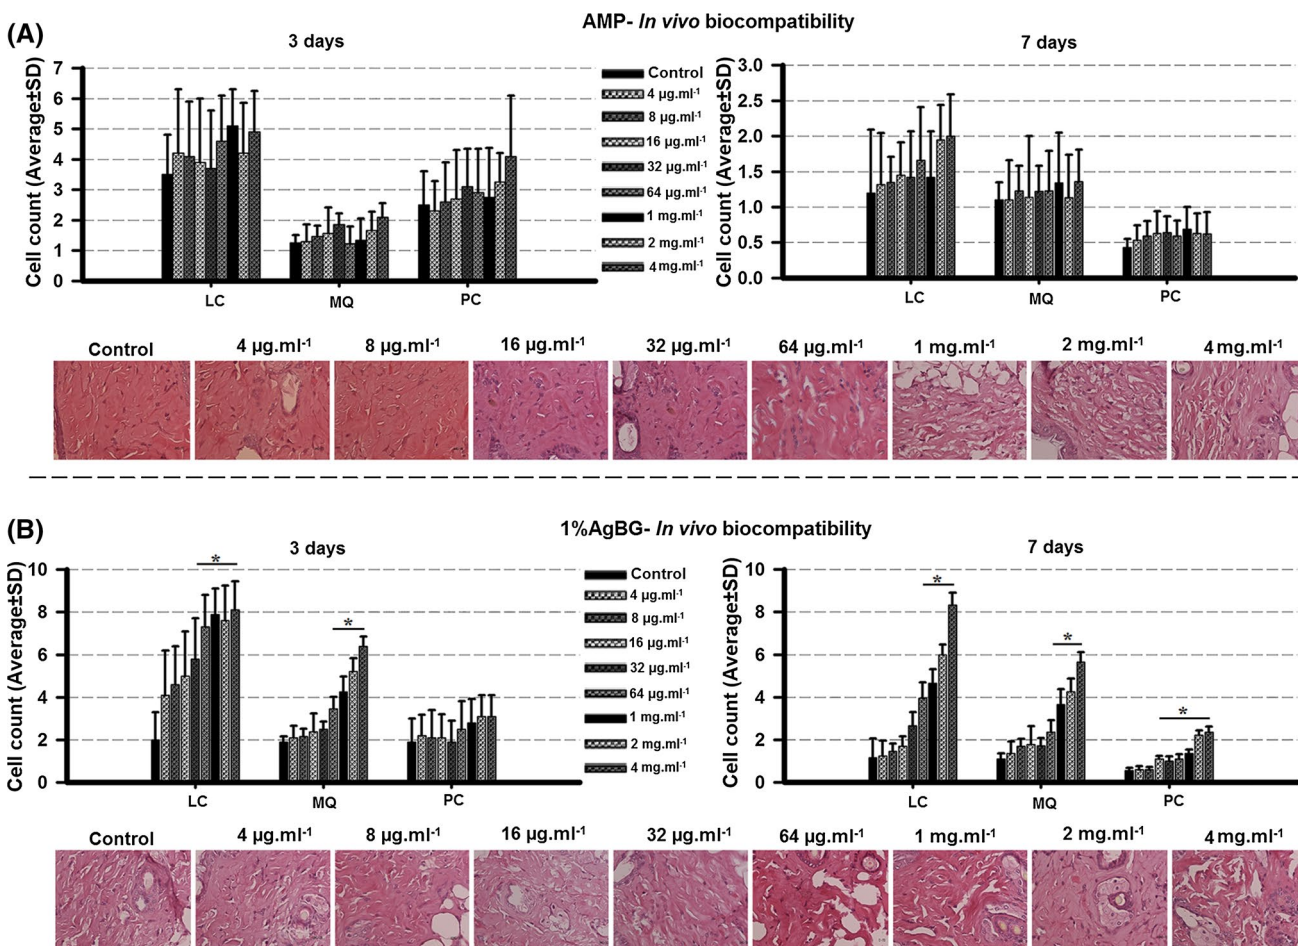 (A)
AMP- In vivo biocompatibility
3 days
7 days
Cell count (Average±SD)
7
6
5
4
3
2
1
0
LC
MQ
PC
Control
4 µg.ml-1
8 µg.ml-1
16 µg.ml-1
32 µg.ml-1
64 µg.ml-1
1 mg.ml-1
2 mg.ml-1
4 mg.ml-1
Cell count (Average±SD)
3.0
2.5
2.0
1.5
1.0
0.5
0.0
LC
MQ
PC
Control
4 µg.ml-1
8 µg.ml-1
16 µg.ml-1
32 µg.ml-1
64 µg.ml-1
1 mg.ml-1
2 mg.ml-1
4 mg.ml-1
(B)
1%AgBG- In vivo biocompatibility
3 days
7 days
Cell count (Average±SD)
10
8
6
4
2
0
*
*
LC
MQ
PC
Control
4 µg.ml-1
8 µg.ml-1
16 µg.ml-1
32 µg.ml-1
64 µg.ml-1
1 mg.ml-1
2 mg.ml-1
4 mg.ml-1
Cell count (Average±SD)
10
8
6
4
2
0
*
*
*
LC
MQ
PC
Control
4 µg.ml-1
8 µg.ml-1
16 µg.ml-1
32 µg.ml-1
64 µg.ml-1
1 mg.ml-1
2 mg.ml-1
4 mg.ml-1